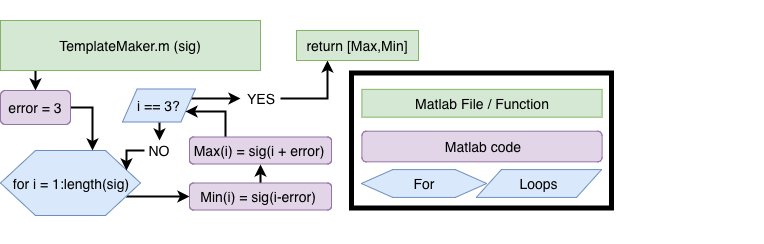 TemplateMaker.m (sig)
return [Max,Min]
error = 3
i == 3?
YES
NO
Max(i) = sig(i + error)
for i = 1:length(sig)
Min(i) = sig(i-error)
Matlab File / Function
Matlab code
For
Loops